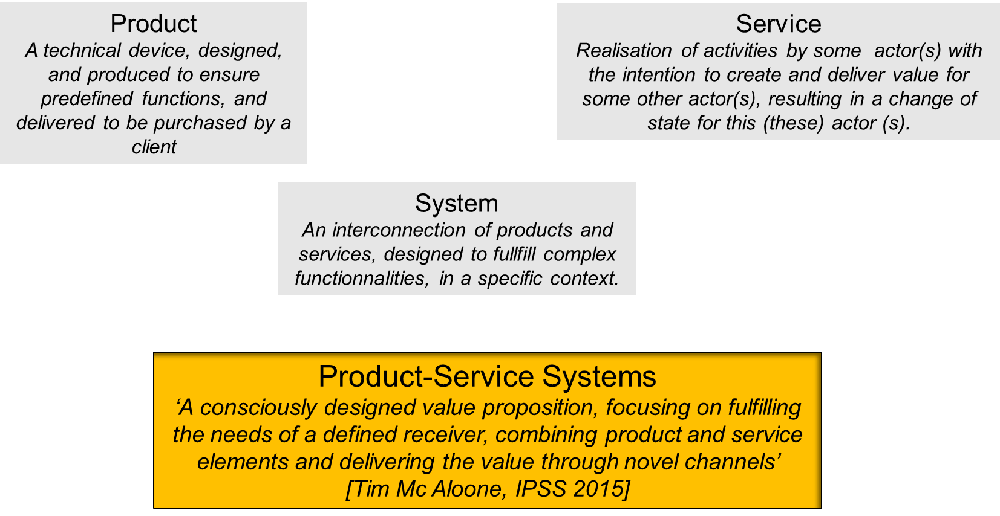 Product
A technical device, designed,
and produced to ensure
predefined functions, and
delivered to be purchased by a
client
Service
Realisation of activities by some actor(s) with
the intention to create and deliver value for
some other actor(s), resulting in a change of
state for this (these) actor (s).
System
An interconnection of products and
services, designed to fullfill complex
functionnalities, in a specific context.
Product-Service Systems
‘A consciously designed value proposition, focusing on fulfilling
the needs of a defined receiver, combining product and service
elements and delivering the value through novel channels’
[Tim Mc Aloone, IPSS 2015]